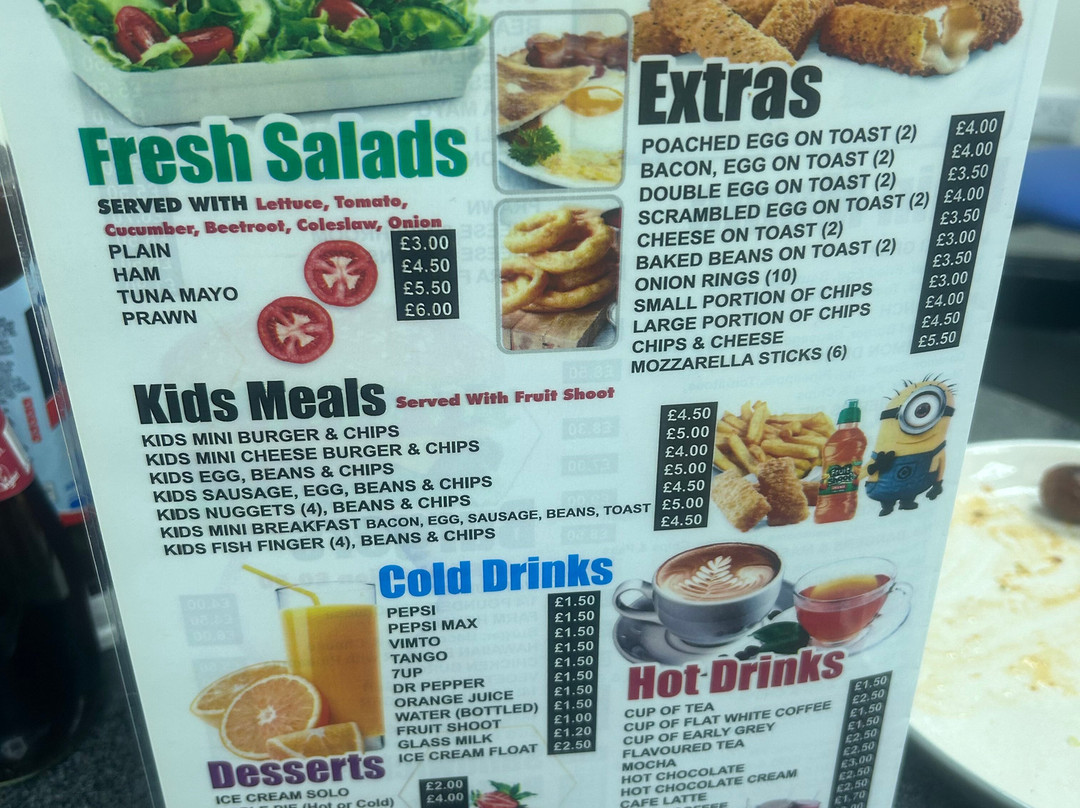 Fresh Salads
SERVED WITH Lettuce, Tomato,
Cucumber, Beetroot, Coleslaw, Onion
PLAIN £3.00
HAM £4.50
TUNA MAYO £5.50
PRAWN £6.00
Extras
POACHED EGG ON TOAST (2) £4.00
BACON, EGG ON TOAST (2) £4.00
DOUBLE EGG ON TOAST (2) £3.50
SCRAMBLED EGG ON TOAST (2) £4.00
CHEESE ON TOAST (2) £3.50
BAKED BEANS ON TOAST (2) £3.00
ONION RINGS (10) £3.50
SMALL PORTION OF CHIPS £3.00
LARGE PORTION OF CHIPS £4.00
CHIPS & CHEESE £4.50
MOZZARELLA STICKS (6) £5.50
Kids Meals Served With Fruit Shoot
KIDS MINI BURGER & CHIPS £4.50
KIDS MINI CHEESE BURGER & CHIPS £5.00
KIDS EGG, BEANS & CHIPS £4.00
KIDS SAUSAGE, EGG, BEANS & CHIPS £5.00
KIDS NUGGETS (4), BEANS & CHIPS £4.50
KIDS MINI BREAKFAST BACON, EGG, SAUSAGE, BEANS, TOAST £5.00
KIDS FISH FINGER (4), BEANS & CHIPS £4.50
Fruit Shoot
Cold Drinks
PEPSI £1.50
PEPSI MAX £1.50
VIMTO £1.50
TANGO £1.50
7UP £1.50
DR PEPPER £1.50
ORANGE JUICE £1.50
WATER (BOTTLED) £1.50
FRUIT SHOOT £1.00
GLASS MILK £1.20
ICE CREAM FLOAT £2.50
Hot Drinks
CUP OF TEA £1.50
CUP OF FLAT WHITE COFFEE £2.50
CUP OF EARLY GREY £1.50
FLAVOURED TEA £1.50
MOCHA £2.50
HOT CHOCOLATE £2.50
HOT CHOCOLATE CREAM £3.00
CAFE LATTE £2.50
£2.50
£1.70
Desserts
ICE CREAM SOLO £2.00
PIE (Hot or Cold) £4.00